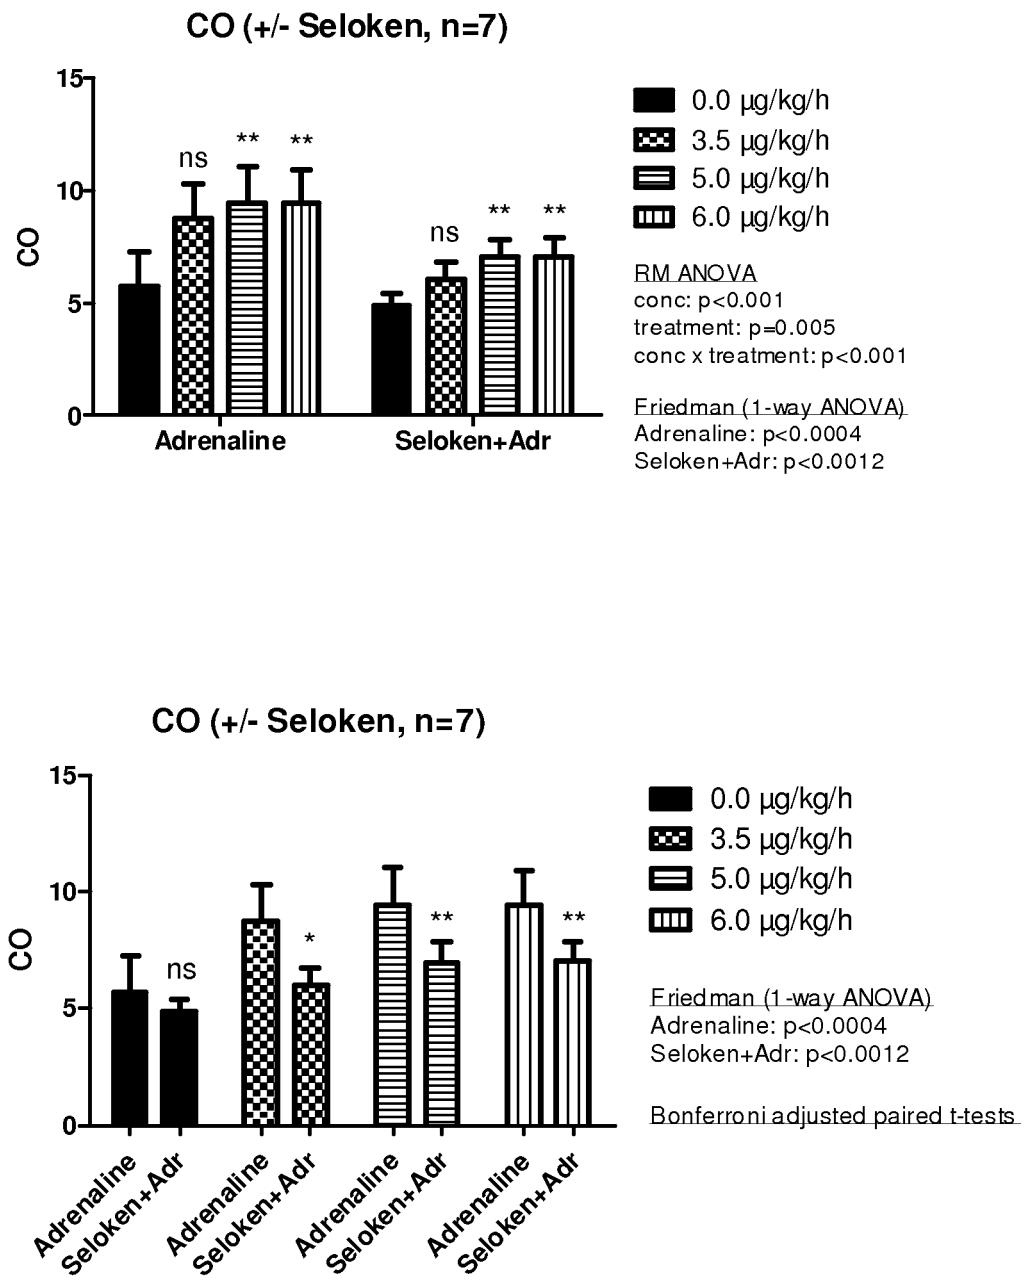 CO (+/- Seloken, n=7)
15
10
5
0
CO
ns
**
**
ns
**
**
Adrenaline
Seloken+Adr
0.0 µg/kg/h
3.5 µg/kg/h
5.0 µg/kg/h
6.0 µg/kg/h
RM ANOVA
conc: p<0.001
treatment: p=0.005
conc x treatment: p<0.001
Friedman (1-way ANOVA)
Adrenaline: p<0.0004
Seloken+Adr: p<0.0012
CO (+/- Seloken, n=7)
15
10
5
0
CO
ns
*
**
**
Adrenaline
Seloken+Adr
Adrenaline
Seloken+Adr
Adrenaline
Seloken+Adr
Adrenaline
Seloken+Adr
0.0 µg/kg/h
3.5 µg/kg/h
5.0 µg/kg/h
6.0 µg/kg/h
Friedman (1-way ANOVA)
Adrenaline: p<0.0004
Seloken+Adr: p<0.0012
Bonferroni adjusted paired t-tests